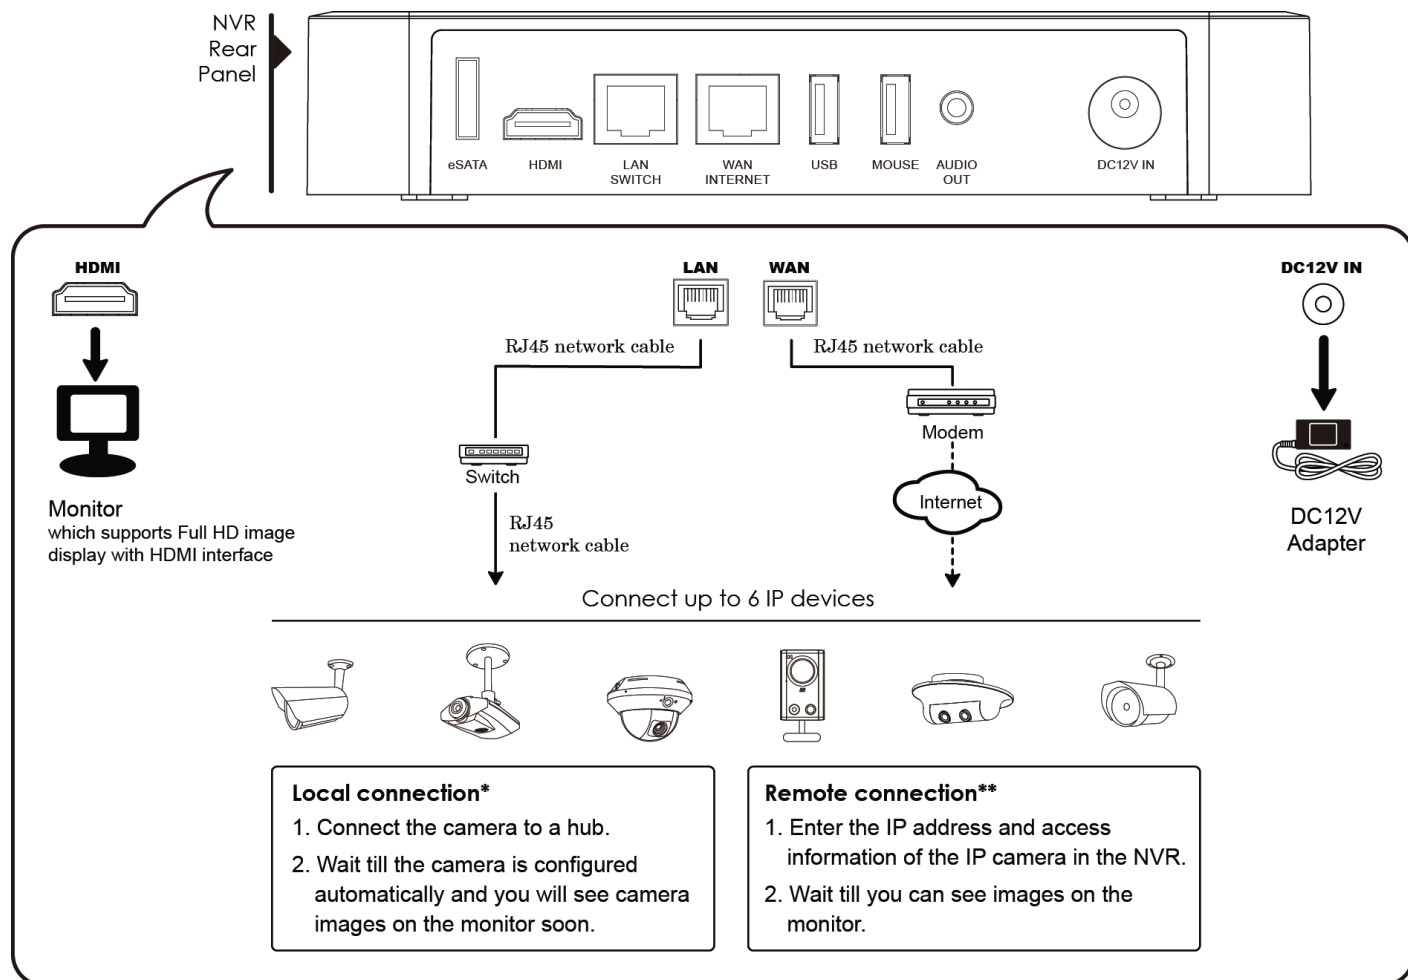 NVR
Rear
Panel
eSATA
HDMI
LAN
SWITCH
WAN
INTERNET
USB
MOUSE
AUDIO
OUT
DC12V IN
HDMI
LAN
WAN
DC12V IN
RJ45 network cable
RJ45 network cable
Modem
Switch
Internet
Monitor
which supports Full HD image
display with HDMI interface
RJ45
network cable
DC12V
Adapter
Connect up to 6 IP devices
Local connection*
1. Connect the camera to a hub.
2. Wait till the camera is configured
automatically and you will see camera
images on the monitor soon.
Remote connection**
1. Enter the IP address and access
information of the IP camera in the NVR.
2. Wait till you can see images on the
monitor.